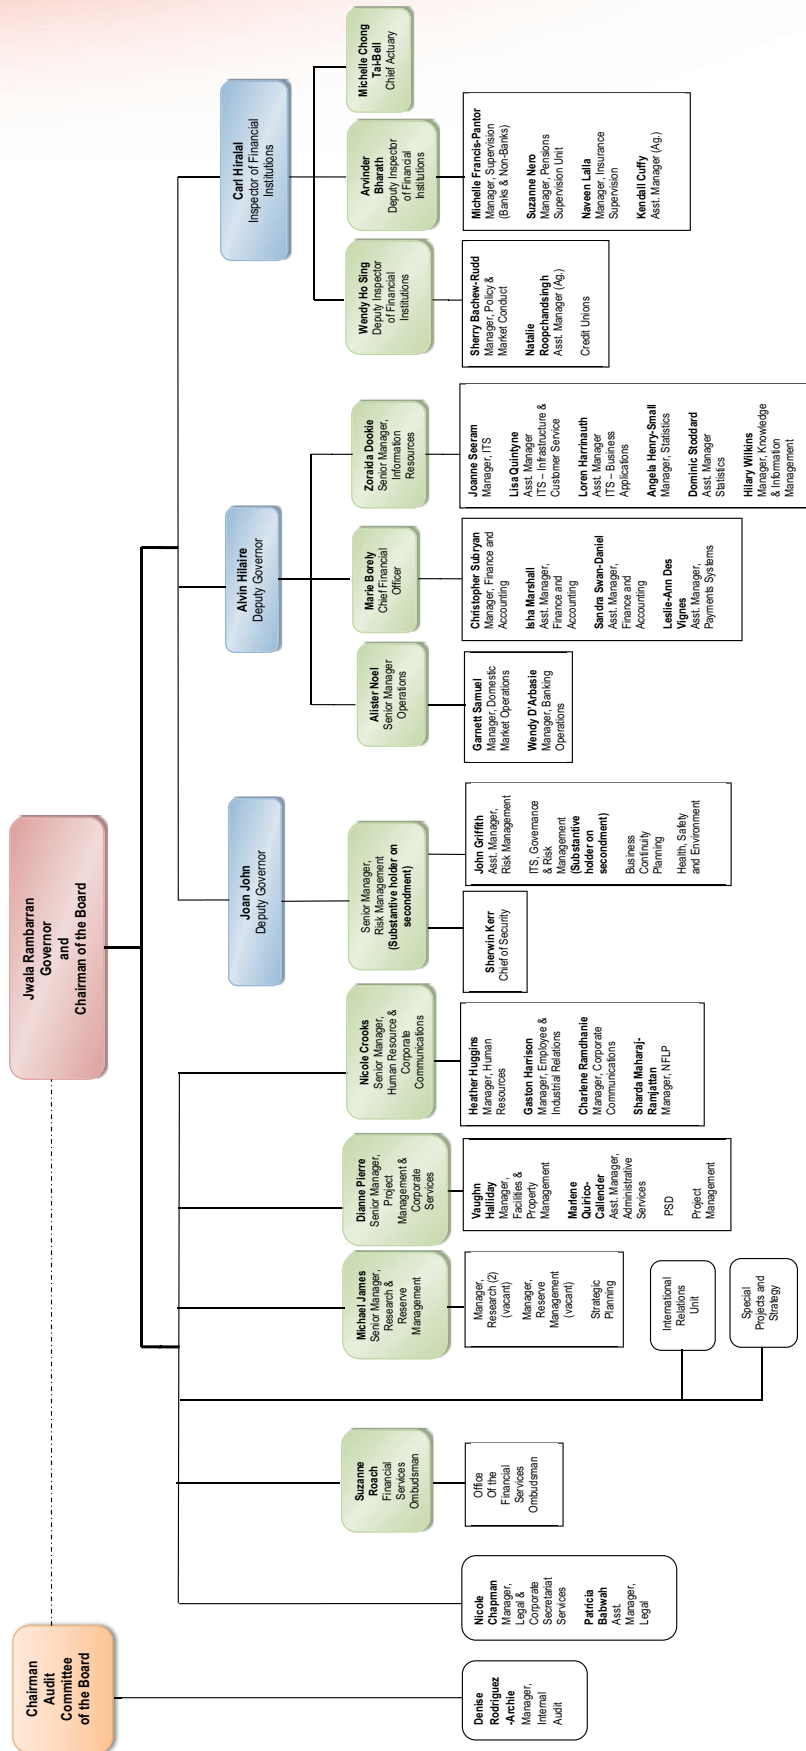 Chairman
Audit
Committee
of the Board
Jwala Rambarran
Governor
and
Chairman of the Board
Joan John
Deputy Governor
Alvin Hilaire
Deputy Governor
Carl Hiralal
Inspector of Financial
Institutions
Suzanne
Roach
Financial
Services
Ombudsman
Michael James
Senior Manager,
Research &
Reserve
Management
Dianne Pierre
Senior Manager,
Project
Management &
Corporate
Services
Nicole Crooks
Senior Manager,
Human Resource &
Corporate
Communications
Senior Manager,
Risk Management
(Substantive holder on
secondment)
Alister Noel
Senior Manager
Operations
Marie Borely
Chief Financial
Officer
Zoraida Dookie
Senior Manager,
Information
Resources
Wendy Ho Sing
Deputy Inspector
of Financial
Institutions
Arvinder
Bharath
Deputy Inspector
of Financial
Institutions
Michelle Chong
Tai-Bell
Chief Actuary
Denise
Rodriguez
-Archie
Manager,
Internal
Audit
Nicole
Chapman
Manager,
Legal &
Corporate
Secretariat
Services
Patricia
Babwah
Asst.
Manager,
Legal
Office
Of the
Financial
Services
Ombudsman
Manager,
Research (2)
(vacant)
Manager,
Reserve
Management
(vacant)
Strategic
Planning
International
Relations
Unit
Special
Projects and
Strategy
Vaughn
Halliday
Manager,
Facilities &
Property
Management
Marlene
Quirico-
Callender
Asst. Manager,
Administrative
Services
PSD
Project
Management
Heather Huggins
Manager, Human
Resources
Gaston Harrison
Manager, Employee &
Industrial Relations
Charlene Ramdhanie
Manager, Corporate
Communications
Sharda Maharaj-
Ramjattan
Manager, NFLP
Sherwin Kerr
Chief of Security
John Griffith
Asst. Manager,
Risk Management
ITS, Governance
& Risk
Management
(Substantive
holder on
secondment)
Business
Continuity
Planning
Health, Safety
and Environment
Garnett Samuel
Manager, Domestic
Market Operations
Wendy D'Arbasie
Manager, Banking
Operations
Christopher Subryan
Manager, Finance and
Accounting
Isha Marshall
Asst. Manager,
Finance and
Accounting
Sandra Swan-Daniel
Asst. Manager,
Finance and
Accounting
Leslie-Ann Des
Vignes
Asst. Manager,
Payments Systems
Joanne Seeram
Manager, ITS
Lisa Quintyne
Asst. Manager
ITS – Infrastructure &
Customer Service
Loren Harrinauth
Asst. Manager
ITS – Business
Applications
Angela Henry-Small
Manager, Statistics
Dominic Stoddard
Asst. Manager
Statistics
Hilary Wilkins
Manager, Knowledge
& Information
Management
Sherry Bachew-Rudd
Manager, Policy &
Market Conduct
Natalie
Roopchandsingh
Asst. Manager (Ag.)
Credit Unions
Michelle Francis-Pantor
Manager, Supervision
(Banks & Non-Banks)
Suzanne Nero
Manager, Pensions
Supervision Unit
Naveen Lalla
Manager, Insurance
Supervision
Kendall Cuffy
Asst. Manager (Ag.)